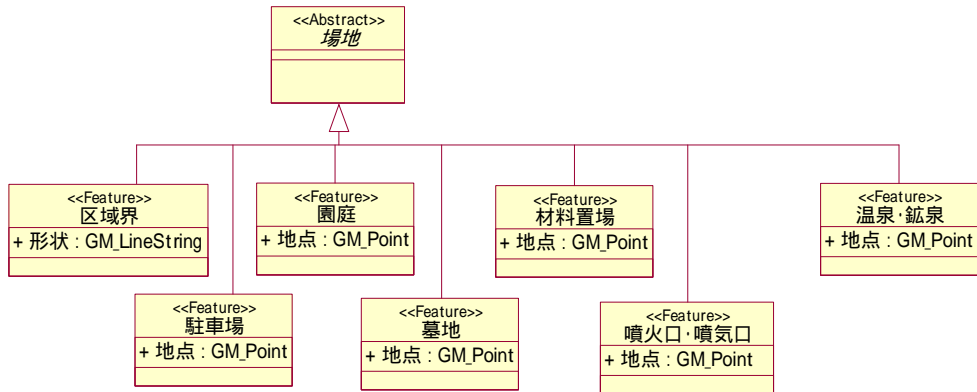 <<Abstract>>
場地
<<Feature>>
区域界
+ 形状 : GM_LineString
<<Feature>>
園庭
+ 地点 : GM_Point
<<Feature>>
材料置場
+ 地点 : GM_Point
<<Feature>>
温泉・鉱泉
+ 地点 : GM_Point
<<Feature>>
駐車場
+ 地点 : GM_Point
<<Feature>>
墓地
+ 地点 : GM_Point
<<Feature>>
噴火口・噴気口
+ 地点 : GM_Point